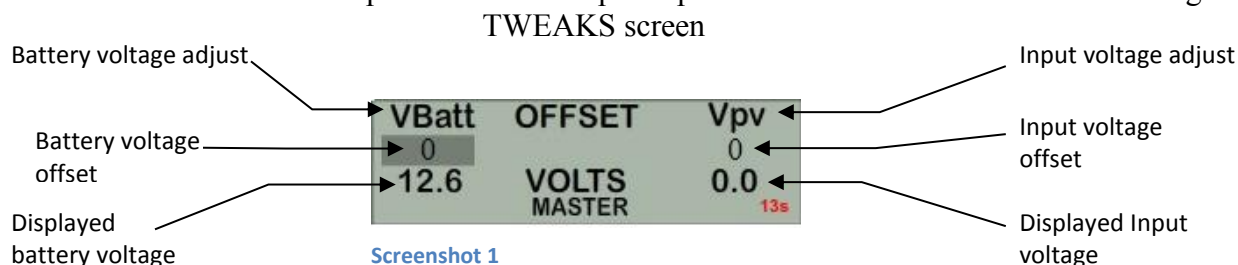 TWEAKS screen
Battery voltage adjust
Input voltage adjust
VBatt OFFSET Vpv
Battery voltage
offset
0 0
Input voltage
offset
12.6 VOLTS 0.0
MASTER 13s
Displayed
battery voltage
Displayed Input
voltage
Screenshot 1